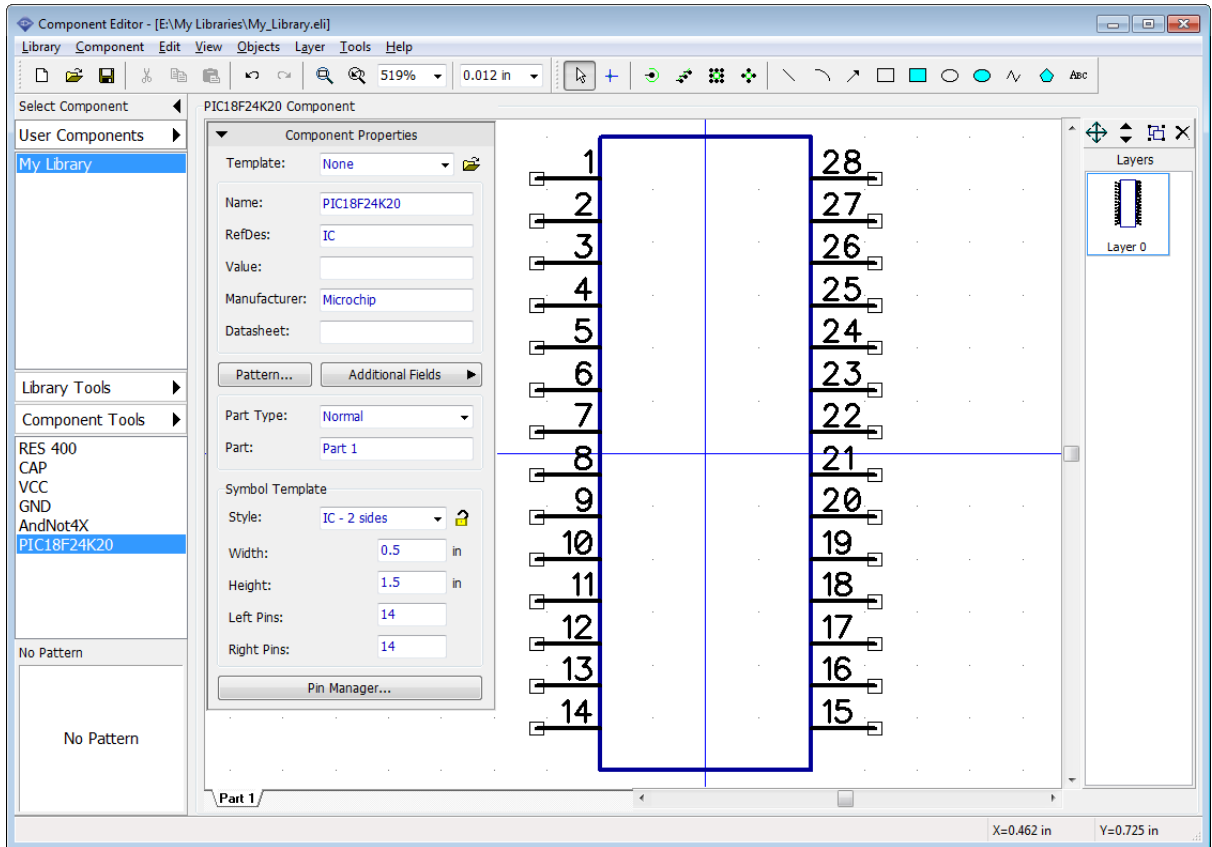 Component Editor - [E:\My Libraries\My_Library.eli]
Library Component Edit View Objects Layer Tools Help
519% 0.012 in ABC
Select Component
User Components
My Library
Library Tools
Component Tools
RES 400
CAP
VCC
GND
AndNot4X
PIC18F24K20
No Pattern
No Pattern
PIC18F24K20 Component
Component Properties
Template: None
Name: PIC18F24K20
RefDes: IC
Value:
Manufacturer: Microchip
Datasheet:
Pattern... Additional Fields
Part Type: Normal
Part: Part 1
Symbol Template
Style: IC - 2 sides
Width: 0.5 in
Height: 1.5 in
Left Pins: 14
Right Pins: 14
Pin Manager...
1 28
2 27
3 26
4 25
5 24
6 23
7 22
8 21
9 20
10 19
11 18
12 17
13 16
14 15
Part 1
Layers
Layer 0
X=0.462 in Y=0.725 in